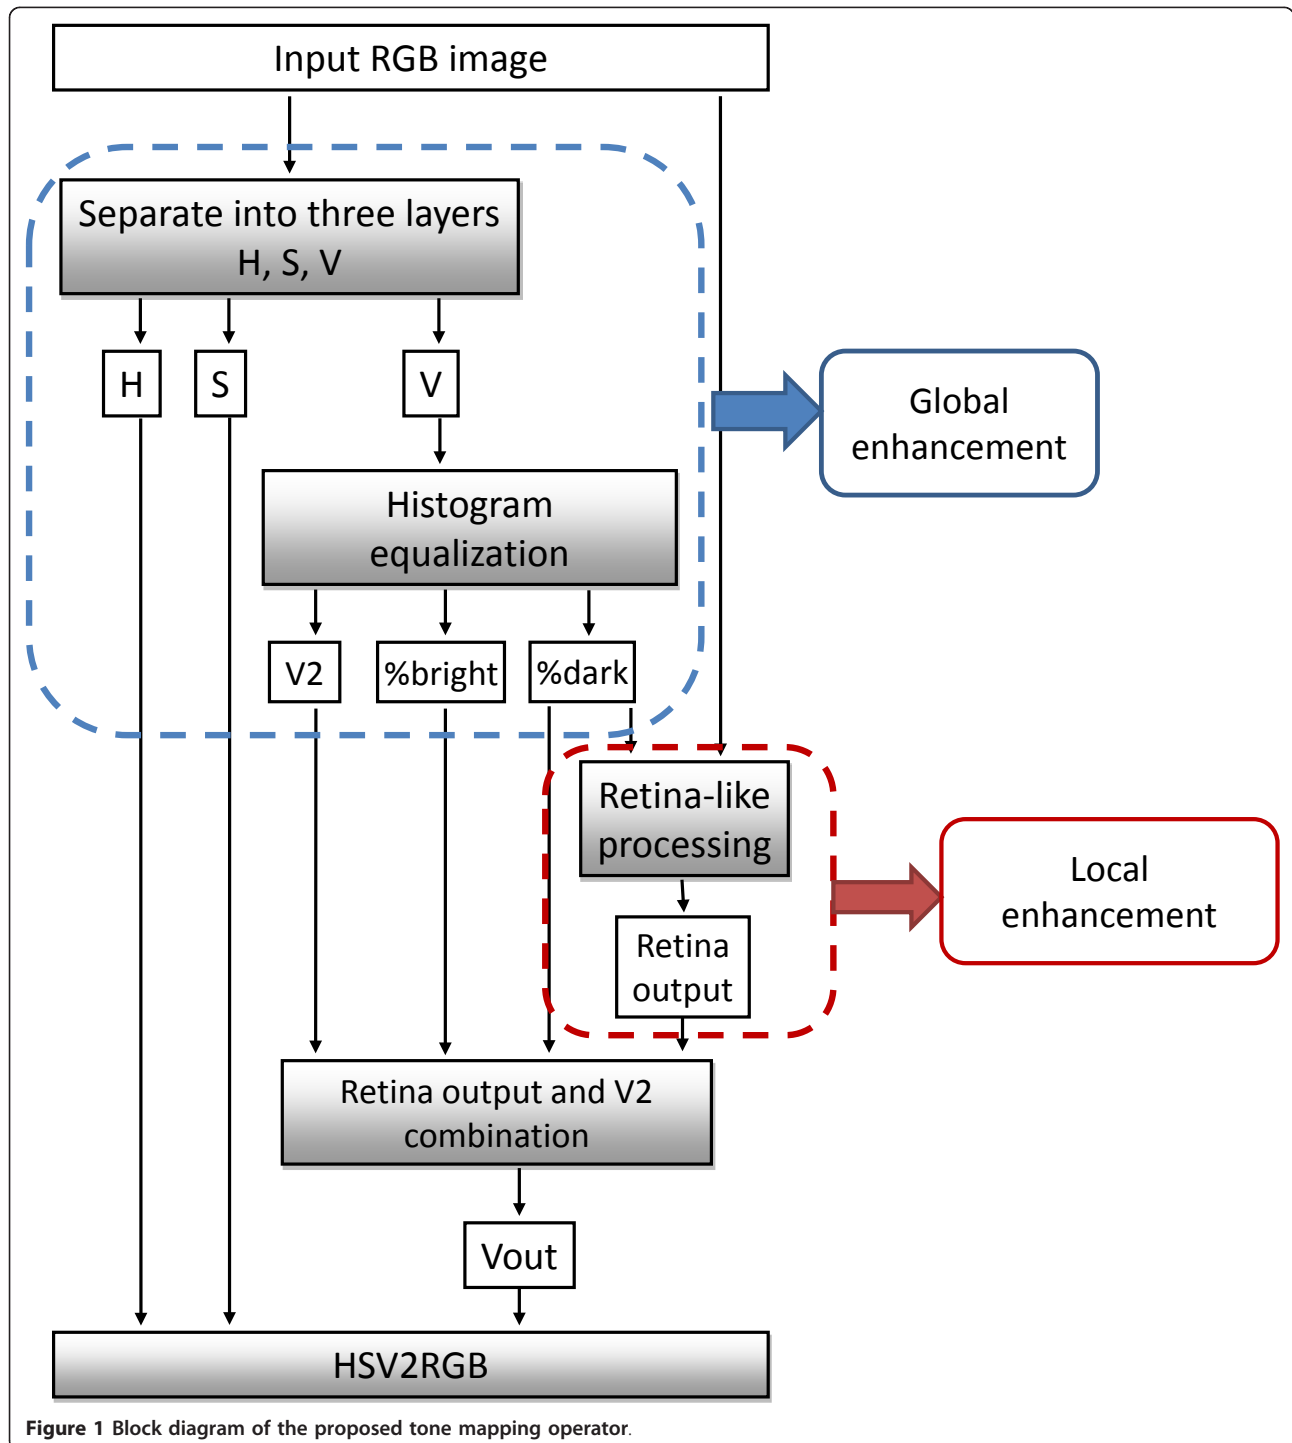 Input RGB image
Separate into three layers
H, S, V
H
S
V
Global
enhancement
Histogram
equalization
V2
%bright
%dark
Retina-like
processing
Local
enhancement
Retina
output
Retina output and V2
combination
Vout
HSV2RGB
Figure 1 Block diagram of the proposed tone mapping operator.